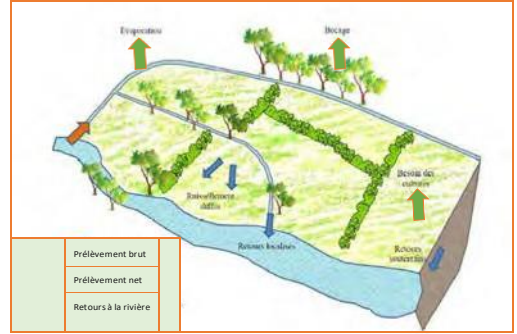 Evaporation
Bocage
Besoin des
cultures
Ruissellement
diffus
Retours localisés
Retours
souterrains
Prélèvement brut
Prélèvement net
Retours à la rivière